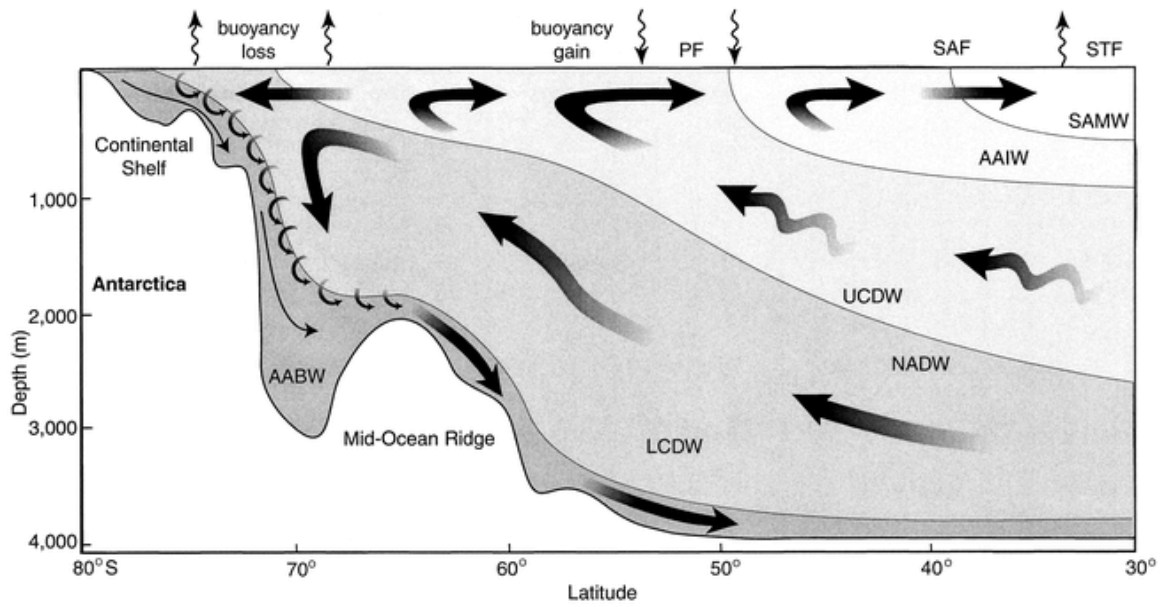 buoyancy
loss
buoyancy
gain
PF
SAF
STF
SAMW
AAIW
Continental
Shelf
1,000
Antarctica
UCDW
2,000
NADW
AABW
Depth (m)
3,000
Mid-Ocean Ridge
LCDW
4,000
80°S
70°
60°
50°
40°
30°
Latitude